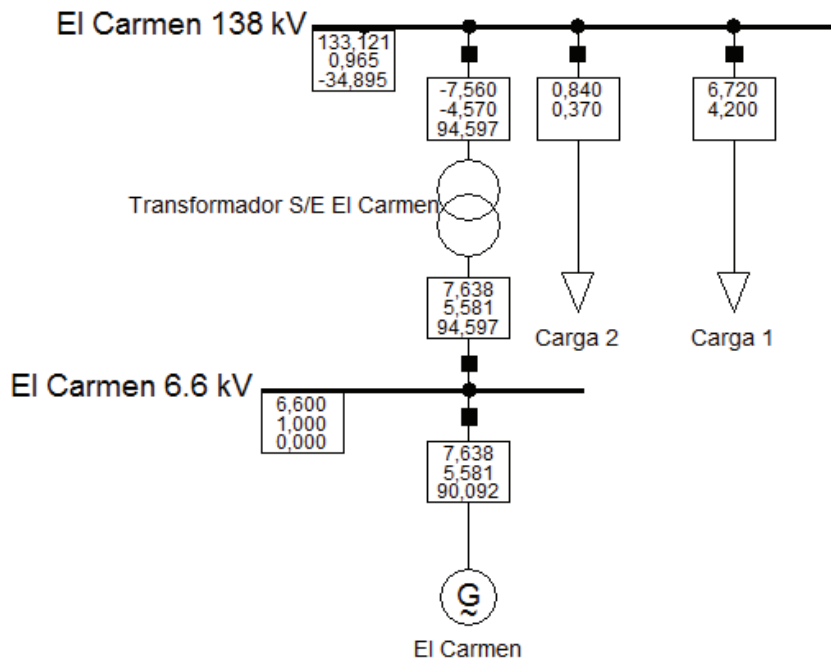 El Carmen 138 kV
133,121
0,965
-34,895
-7,560
-4,570
94,597
0,840
0,370
6,720
4,200
Transformador S/E El Carmen
7,638
5,581
94,597
Carga 2
Carga 1
El Carmen 6.6 kV
6,600
1,000
0,000
7,638
5,581
90,092
G
~
El Carmen